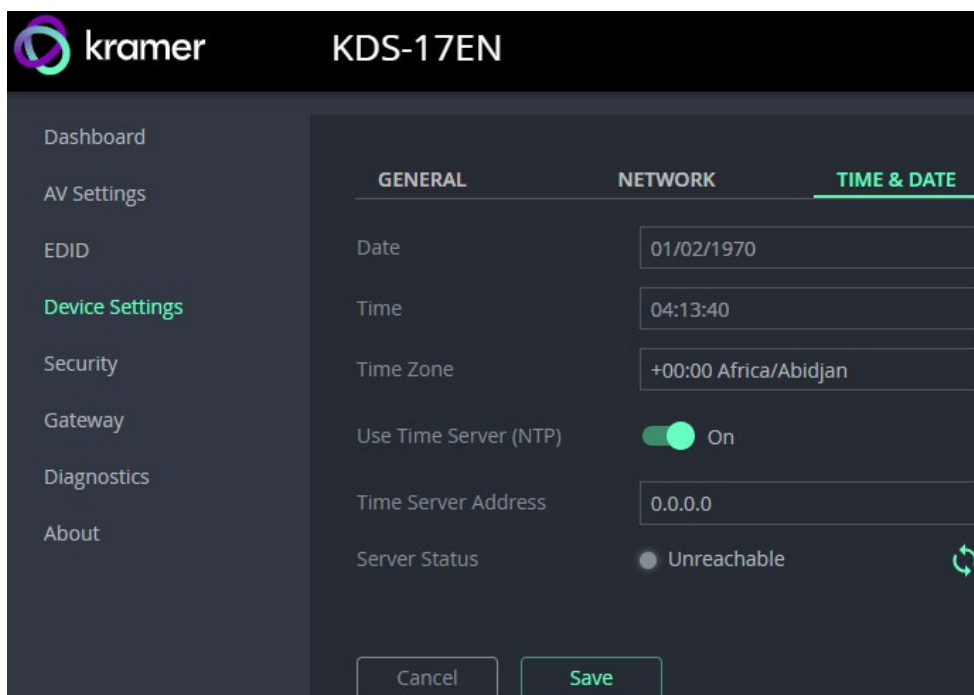 kramer
KDS-17EN
Dashboard
AV Settings
EDID
Device Settings
Security
Gateway
Diagnostics
About
GENERAL NETWORK TIME & DATE
Date 01/02/1970
Time 04:13:40
Time Zone +00:00 Africa/Abidjan
Use Time Server (NTP) On
Time Server Address 0.0.0.0
Server Status Unreachable
Cancel Save